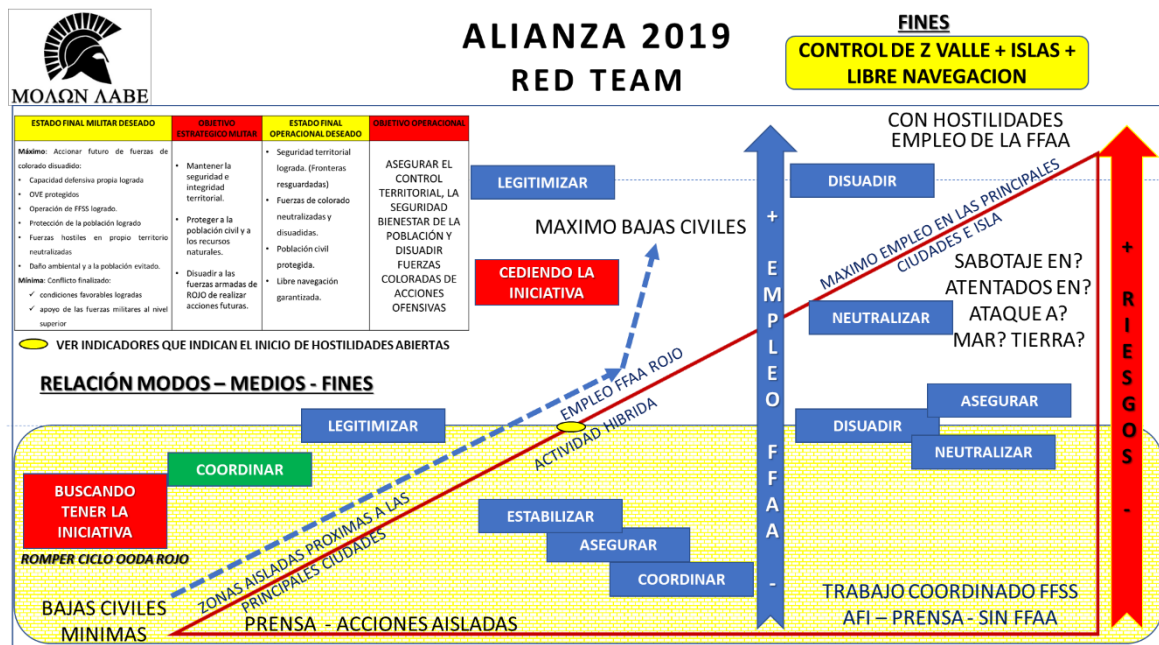 ΜΟΛΩΝ ΛΑΒΕ
ALIANZA 2019
RED TEAM
FINES
CONTROL DE Z VALLE + ISLAS +
LIBRE NAVEGACION
ESTADO FINAL MILITAR DESEADO
Máximo: Accionar futuro de fuerzas de
colorado disuadido:
• Capacidad defensiva propia lograda
• OVE protegidos
• Operación de FFSS logrado.
• Protección de la población logrado
• Fuerzas hostiles en propio territorio
neutralizadas
• Daño ambiental y a la población evitado.
Mínima: Conflicto finalizado:
✓ condiciones favorables logradas
✓ apoyo de las fuerzas militares al nivel
superior
OBJETIVO
ESTRATEGICO MLITAR
• Mantener la
seguridad e
integridad
territorial.
• Proteger a la
población civil y a
los recursos
naturales.
• Disuadir a las
fuerzas armadas de
ROJO de realizar
acciones futuras.
ESTADO FINAL
OPERACIONAL DESEADO
• Seguridad territorial
lograda. (Fronteras
resguardadas)
• Fuerzas de colorado
neutralizadas y
disuadidas.
• Población civil
protegida.
• Libre navegación
garantizada.
OBJETIVO OPERACIONAL
ASEGURAR EL
CONTROL
TERRITORIAL, LA
SEGURIDAD
BIENESTAR DE LA
POBLACIÓN Y
DISUADIR
FUERZAS
COLORADAS DE
ACCIONES
OFENSIVAS
VER INDICADORES QUE INDICAN EL INICIO DE HOSTILIDADES ABIERTAS
LEGITIMIZAR
MAXIMO BAJAS CIVILES
CEDIENDO LA
INICIATIVA
CON HOSTILIDADES
EMPLEO DE LA FFAA
DISUADIR
MAXIMO EMPLEO EN LAS PRINCIPALES
CIUDADES E ISLA
SABOTAJE EN?
ATENTADOS EN?
ATAQUE A?
MAR? TIERRA?
NEUTRALIZAR
+ EMPLEO FFAA -
+ RIESGOS -
RELACIÓN MODOS – MEDIOS - FINES
LEGITIMIZAR
EMPLEO FFAA ROJO
ACTIVIDAD HIBRIDA
ASEGURAR
DISUADIR
NEUTRALIZAR
COORDINAR
BUSCANDO
TENER LA
INICIATIVA
ROMPER CICLO OODA ROJO
ZONAS AISLADAS PROXIMAS A LAS
PRINCIPALES CIUDADES
ESTABILIZAR
ASEGURAR
COORDINAR
BAJAS CIVILES
MINIMAS
PRENSA - ACCIONES AISLADAS
TRABAJO COORDINADO FFSS
AFI – PRENSA - SIN FFAA